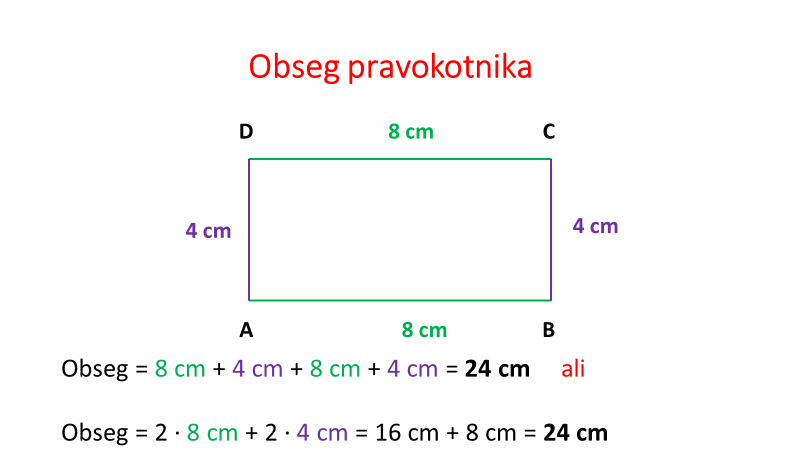 Obseg pravokotnika
D 8 cm C
4 cm 4 cm
A 8 cm B
Obseg = 8 cm + 4 cm + 8 cm + 4 cm = 24 cm ali
Obseg = 2 · 8 cm + 2 · 4 cm = 16 cm + 8 cm = 24 cm